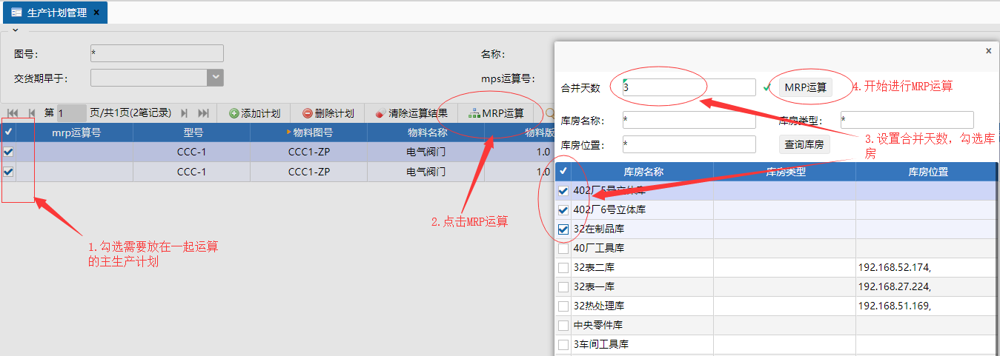 生产计划管理 ×
图号: *
名称:
交货期早于:
mps运算号:
第 1 页/共1页(2笔记录)
添加计划
删除计划
清除运算结果
MRP运算
mrp运算号 型号 物料图号 物料名称 物料版
CCC-1 CCC1-ZP 电气阀门 1.0
CCC-1 CCC1-ZP 电气阀门 1.0
1.勾选需要放在一起运算
的主生产计划
2.点击MRP运算
×
合并天数 3 MRP运算
4.开始进行MRP运算
库房名称: * 库房类型: *
库房位置: * 查询库房
3.设置合并天数，勾选库
房
库房名称 库房类型 库房位置
402厂5号立体库
402厂6号立体库
32在制品库
40厂工具库
32表二库 192.168.52.174,
32表一库 192.168.27.224,
32热处理库 192.168.51.169,
中央零件库
3车间工具库